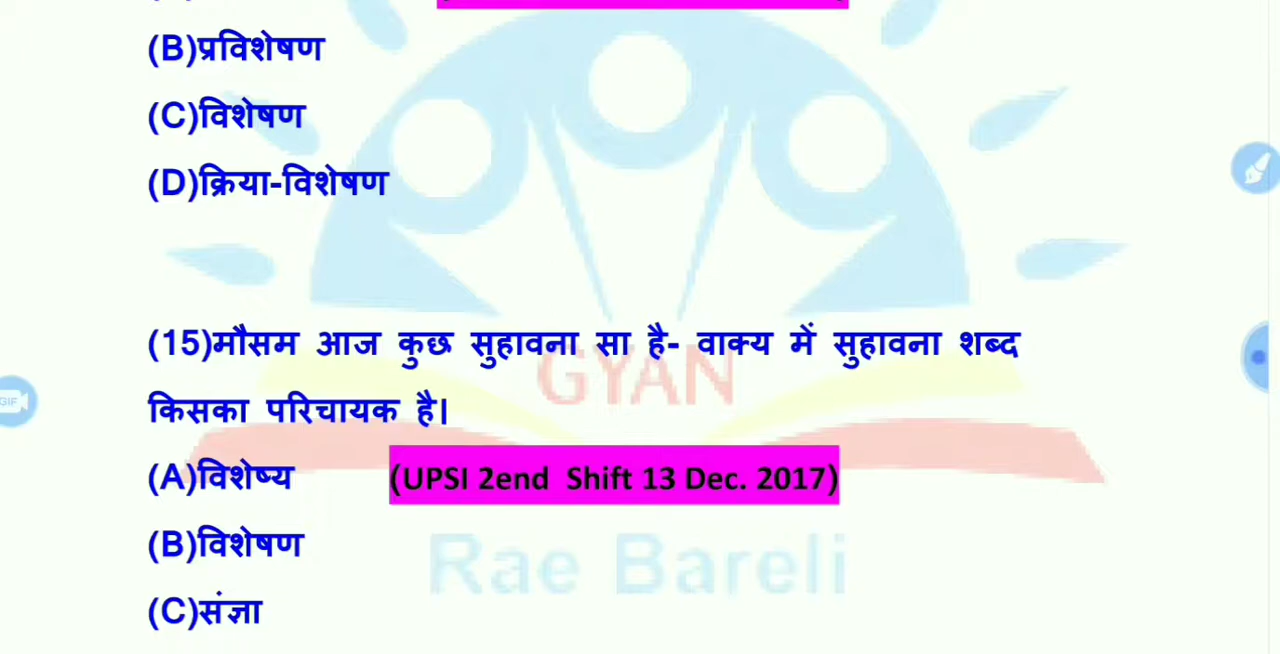 (B)प्रविशेषण
(C)विशेषण
(D)क्रिया-विशेषण
(15)मौसम आज कुछ सुहावना सा है- वाक्य में सुहावना शब्द
GYAN
किसका परिचायक है।
(A)विशेष्य (UPSI 2end Shift 13 Dec. 2017)
(B)विशेषण
Rae Bareli
(C)संज्ञा
GIF